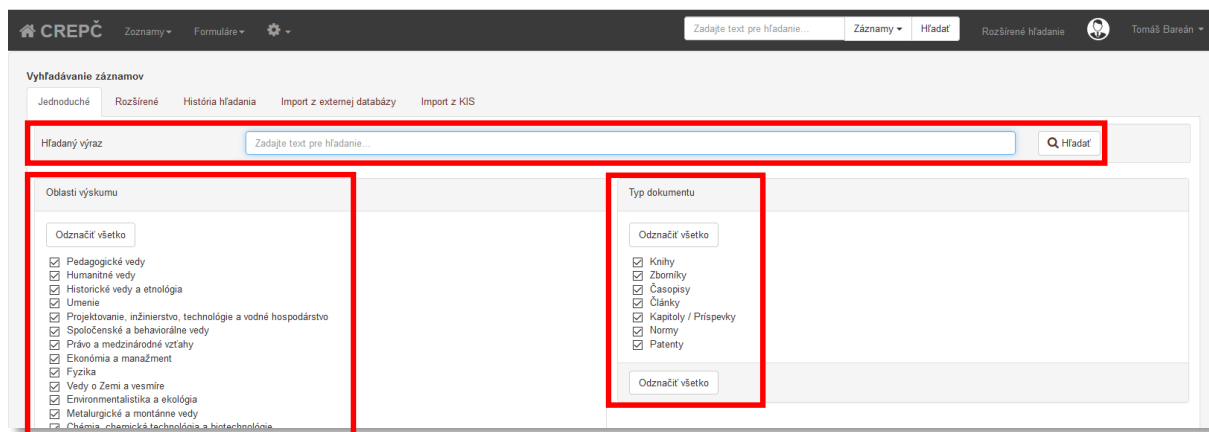 CREPČ Zoznamy Formuláre Zadajte text pre hľadanie... Záznamy Hľadať Rozšírené hľadanie Tomáš Bareán
Vyhľadávanie záznamov
Jednoduché Rozšírené História hľadania Import z externej databázy Import z KIS
Hľadaný výraz Zadajte text pre hľadanie... Hľadať
Oblasti výskumu
Odznačiť všetko
Pedagogické vedy
Humanitné vedy
Historické vedy a etnológia
Umenie
Projektovanie, inžinierstvo, technológie a vodné hospodárstvo
Spoločenské a behaviorálne vedy
Právo a medzinárodné vzťahy
Ekonómia a manažment
Fyzika
Vedy o Zemi a vesmíre
Environmentalistika a ekológia
Metalurgické a montánne vedy
Chémia, chemická technológia a biotechnológie
Typ dokumentu
Odznačiť všetko
Knihy
Zborníky
Časopisy
Články
Kapitoly / Príspevky
Normy
Patenty
Odznačiť všetko